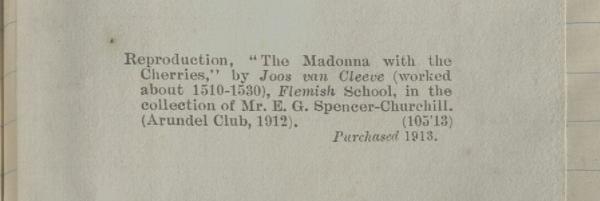 Reproduction, "The Madonna with the
Cherries," by Joos van Cleeve (worked
about 1510-1530), Flemish School, in the
collection of Mr. E. G. Spencer-Churchill.
(Arundel Club, 1912). (105'13)
Purchased 1913.